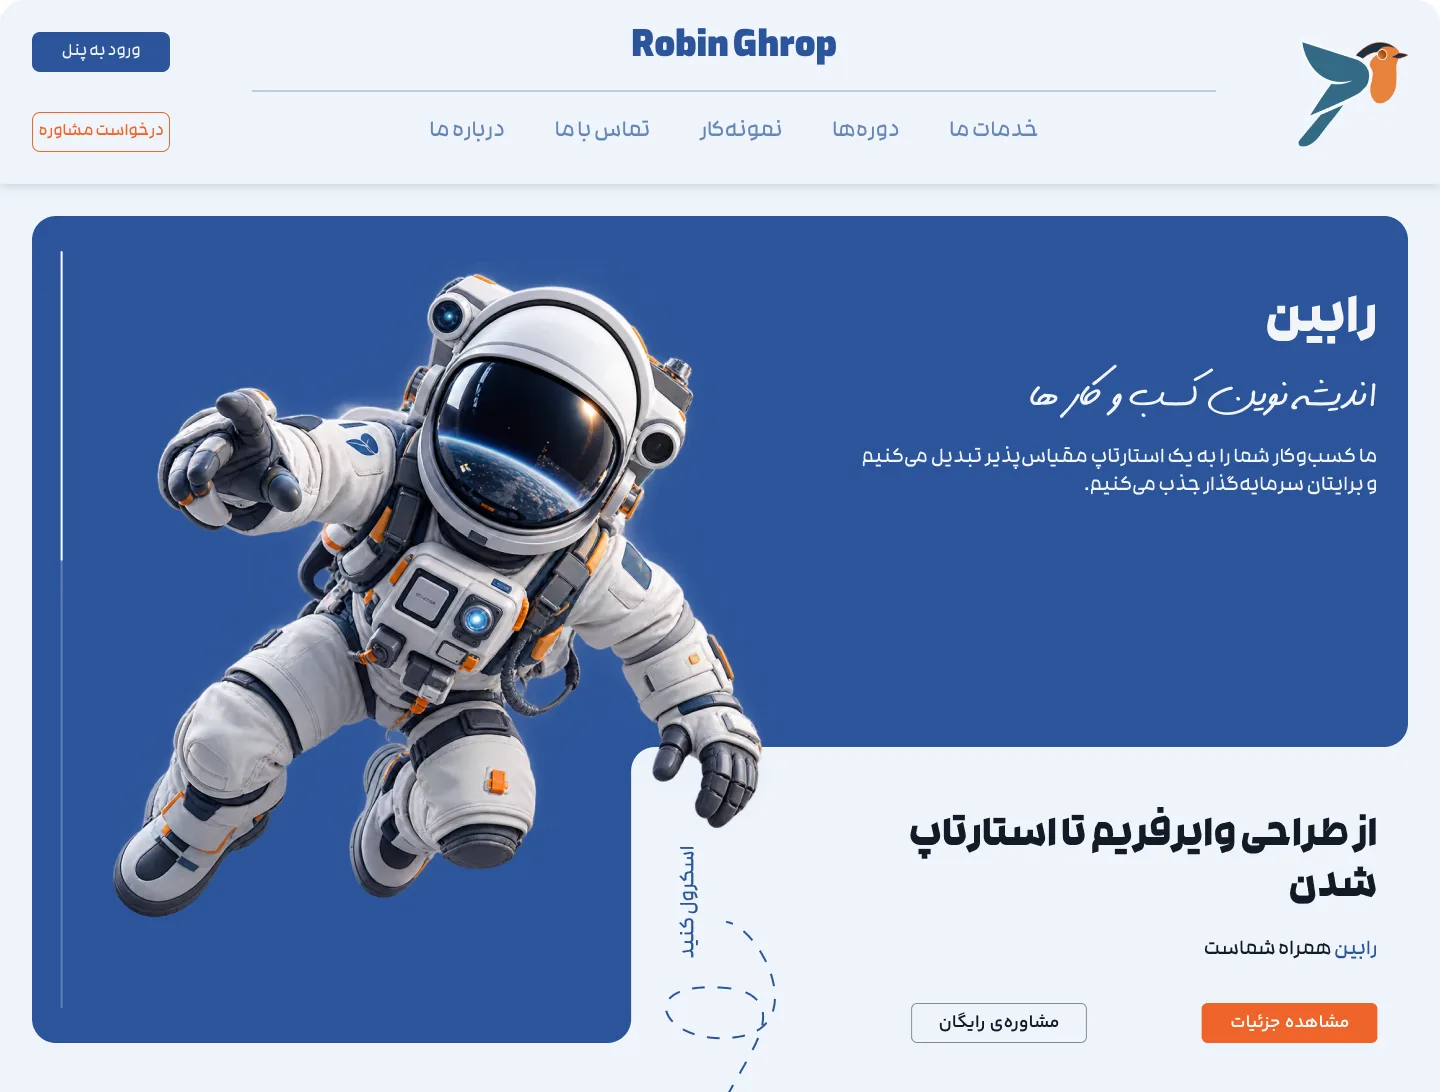 Robin Ghrop
ورود به پنل
درخواست مشاوره
خدمات ما
دوره‌ها
نمونه‌کار
تماس با ما
درباره ما
رابین
اندیشه نوین کسب و کار ها
ما کسب‌و‌کار شما را به یک استارتاپ مقیاس‌پذیر تبدیل می‌کنیم
و برایتان سرمایه‌گذار جذب می‌کنیم.
از طراحی وایرفریم تا استارتاپ
شدن
رابین همراه شماست
مشاهده جزئیات
مشاوره‌ی رایگان
اسکرول کنید